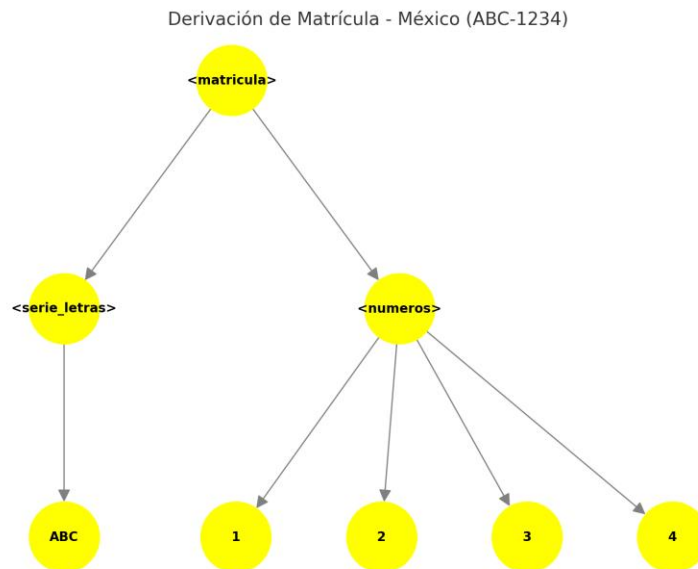 Derivación de Matrícula - México (ABC-1234)
<matricula>
<serie_letras> <numeros>
ABC 1 2 3 4